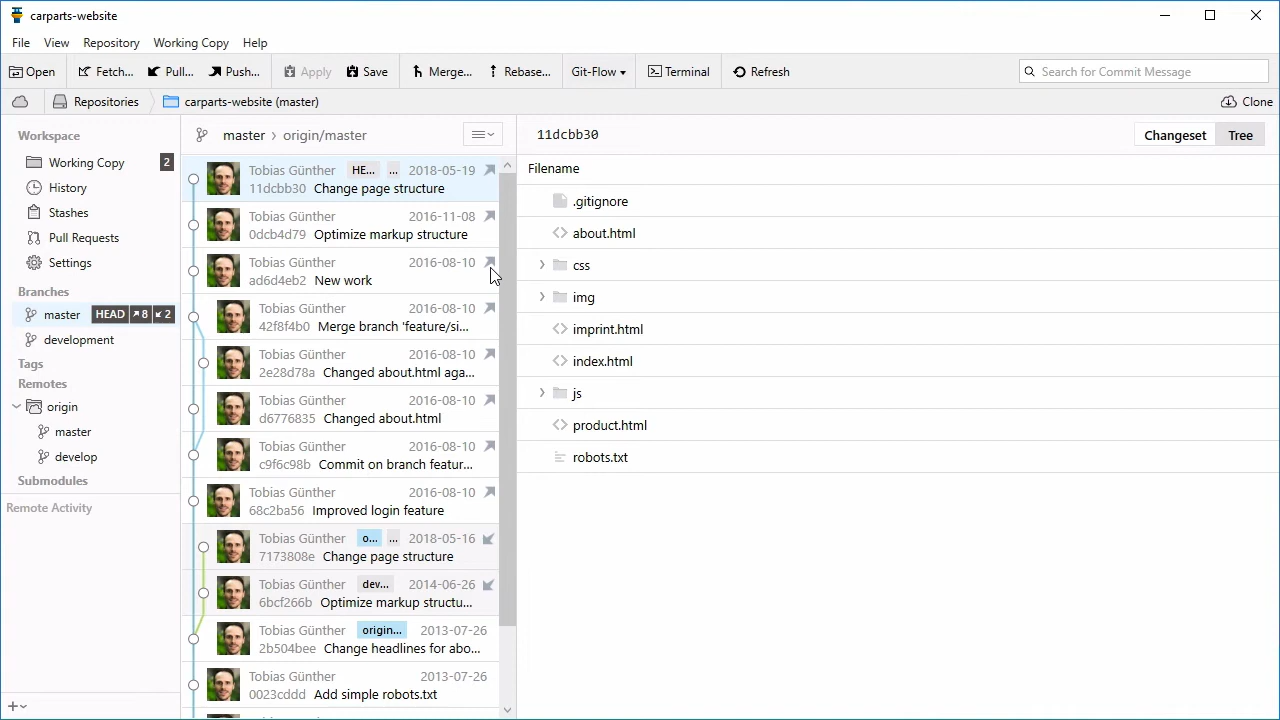 carparts-website
File View Repository Working Copy Help
Open Fetch... Pull... Push... Apply Save Merge... Rebase... Git-Flow Terminal Refresh Search for Commit Message
Repositories carparts-website (master) Clone
Workspace
Working Copy 2
History
Stashes
Pull Requests
Settings
Branches
master HEAD 8 2
development
Tags
Remotes
origin
master
develop
Submodules
Remote Activity
master › origin/master
Tobias Günther HE... ... 2018-05-19
11dcbb30 Change page structure
Tobias Günther 2016-11-08
0dcb4d79 Optimize markup structure
Tobias Günther 2016-08-10
ad6d4eb2 New work
Tobias Günther 2016-08-10
42f8f4b0 Merge branch 'feature/si...
Tobias Günther 2016-08-10
2e28d78a Changed about.html aga...
Tobias Günther 2016-08-10
d6776835 Changed about.html
Tobias Günther 2016-08-10
c9f6c98b Commit on branch featur...
Tobias Günther 2016-08-10
68c2ba56 Improved login feature
Tobias Günther o... ... 2018-05-16
7173808e Change page structure
Tobias Günther dev... 2014-06-26
6bcf266b Optimize markup structu...
Tobias Günther origin... 2013-07-26
2b504bee Change headlines for abo...
Tobias Günther 2013-07-26
0023cddd Add simple robots.txt
11dcbb30 Changeset Tree
Filename
.gitignore
about.html
css
img
imprint.html
index.html
js
product.html
robots.txt